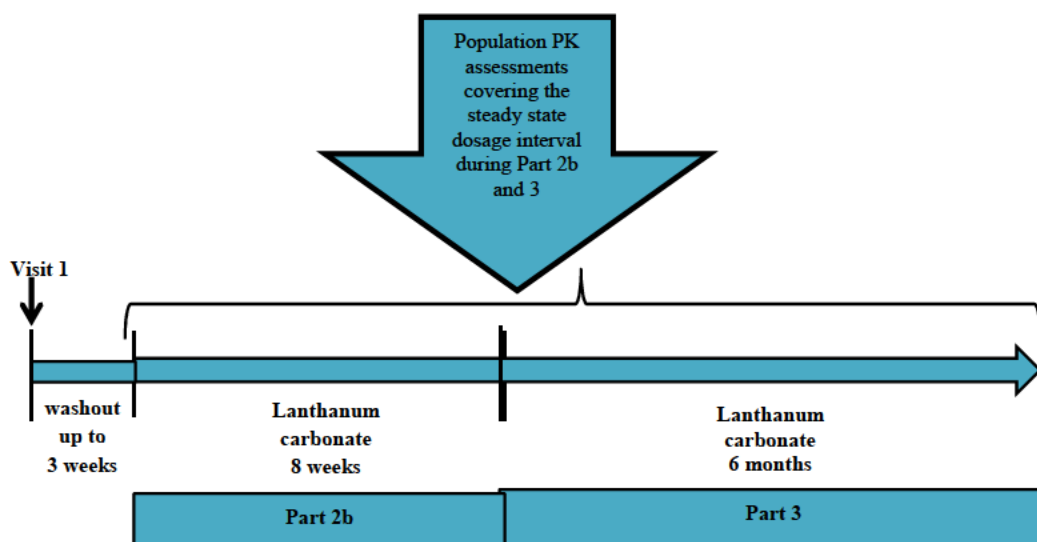 Population PK
assessments
covering the
steady state
dosage interval
during Part 2b
and 3
Visit 1
washout
up to
3 weeks
Lanthanum
carbonate
8 weeks
Lanthanum
carbonate
6 months
Part 2b
Part 3